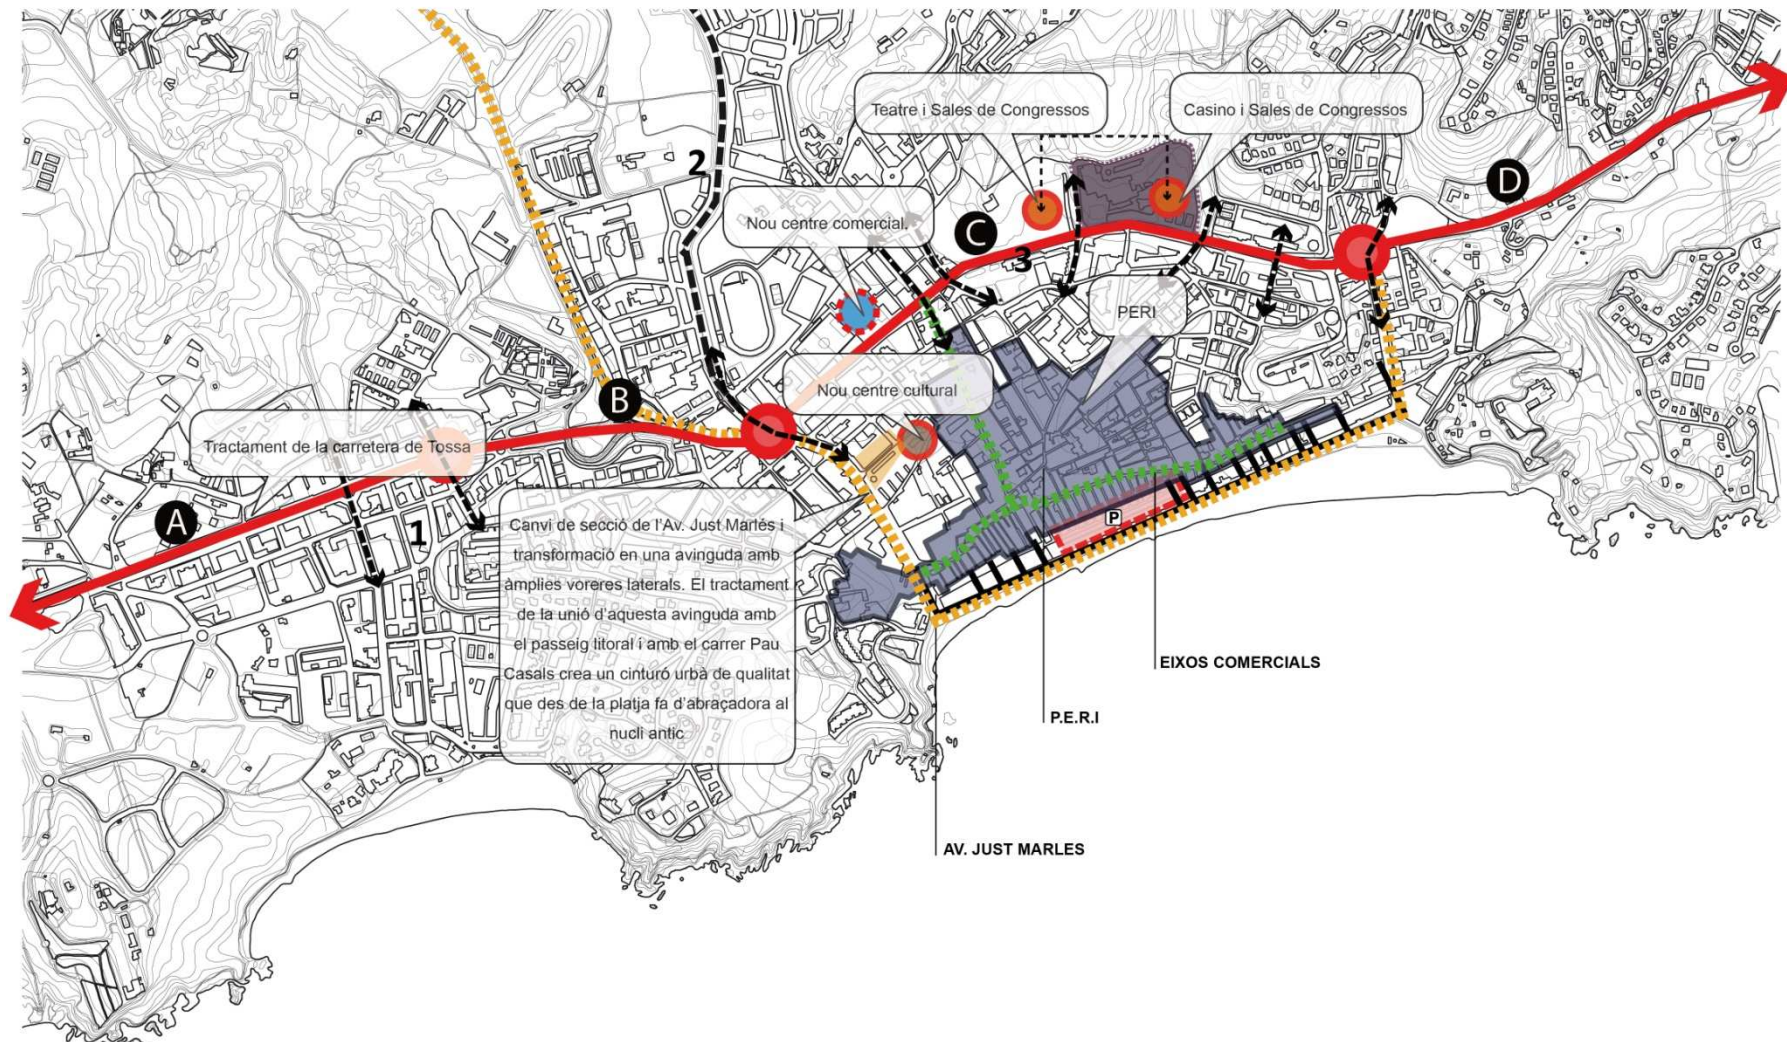 Teatre i Sales de Congressos
Casino i Sales de Congressos
D
2
Nou centre comercial.
C
3
PERI
B
Nou centre cultural
Tractament de la carretera de Tossa
A
1
P
Canvi de secció de l'Av. Just Marlés i
transformació en una avinguda amb
àmplies voreres laterals. El tractament
de la unió d'aquesta avinguda amb
el passeig litoral i amb el carrer Pau
Casals crea un cinturó urbà de qualitat
que des de la platja fa d'abraçadora al
nucli antic
EIXOS COMERCIALS
P.E.R.I
AV. JUST MARLES